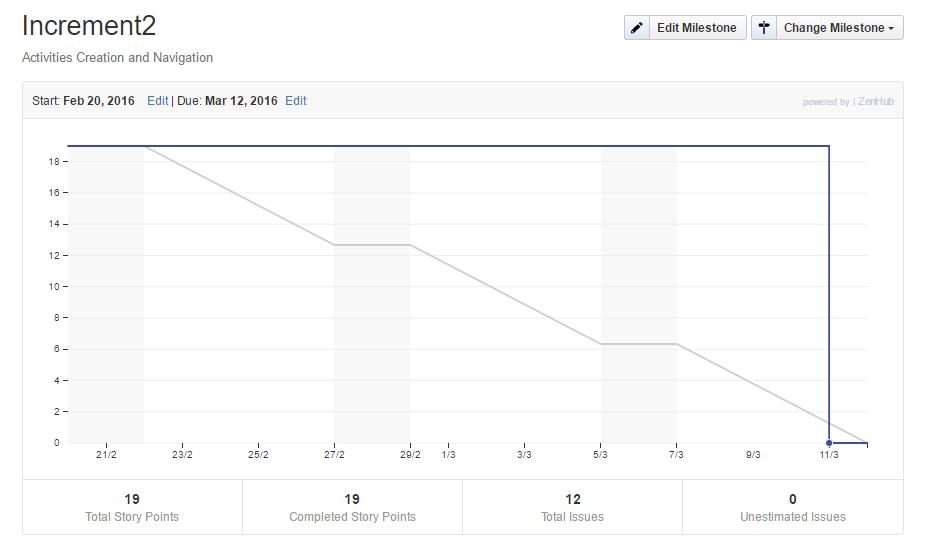 Increment2
Edit Milestone
Change Milestone
Activities Creation and Navigation
Start: Feb 20, 2016 Edit | Due: Mar 12, 2016 Edit
powered by | ZenHub
18
16
14
12
10
8
6
4
2
0
21/2 23/2 25/2 27/2 29/2 1/3 3/3 5/3 7/3 9/3 11/3
19 19 12 0
Total Story Points Completed Story Points Total Issues Unestimated Issues